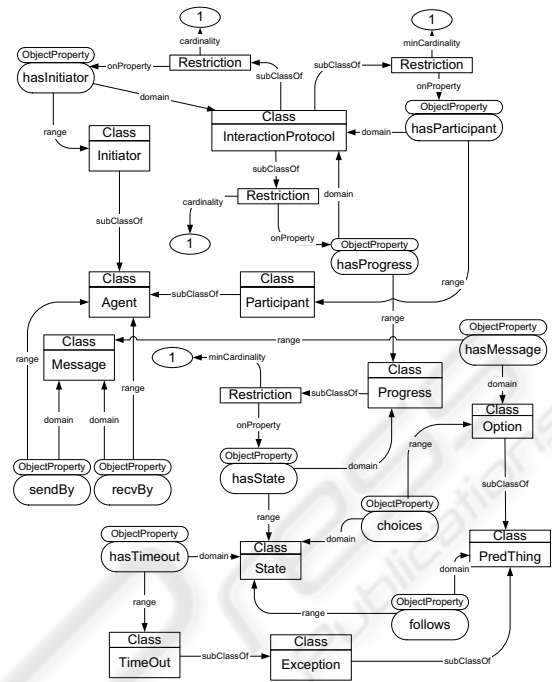 1
1
cardinality
minCardinality
ObjectProperty
hasInitiator
onProperty
Restriction
Restriction
subClassOf
subClassOf
onProperty
domain
ObjectProperty
hasParticipant
range
Class
InteractionProtocol
domain
Class
Initiator
subClassOf
Restriction
domain
cardinality
subClassOf
1
onProperty
ObjectProperty
hasProgress
Class
Agent
subClassOf
Class
Participant
range
range
ObjectProperty
hasMessage
range
Class
Message
range
range
1
minCardinality
Class
Progress
domain
Restriction
subClassOf
Class
Option
domain
domain
onProperty
range
ObjectProperty
sendBy
ObjectProperty
recvBy
ObjectProperty
hasState
domain
subClassOf
ObjectProperty
choices
range
ObjectProperty
hasTimeout
domain
Class
State
domain
Class
PredThing
domain
range
range
ObjectProperty
follows
Class
TimeOut
subClassOf
Class
Exception
subClassOf
Publications